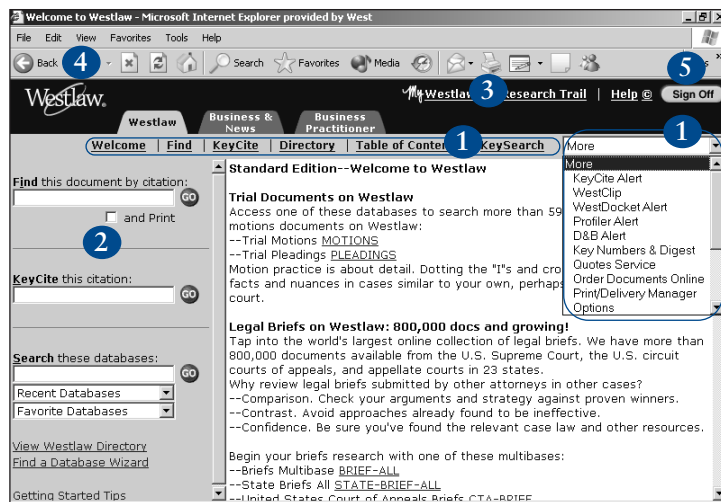 Welcome to Westlaw - Microsoft Internet Explorer provided by West
File Edit View Favorites Tools Help
Back 4 Search Favorites Media 5
Westlaw.
My Westlaw 3 Research Trail | Help © Sign Off
Westlaw
Business & News
Business Practitioner
Welcome | Find | KeyCite | Directory | Table of 1 KeySearch
More 1
More
KeyCite Alert
WestClip
WestDocket Alert
Profiler Alert
D&B Alert
Key Numbers & Digest
Quotes Service
Order Documents Online
Print/Delivery Manager
Options
Find this document by citation:
GO
and Print
2
KeyCite this citation:
GO
Search these databases:
GO
Recent Databases
Favorite Databases
View Westlaw Directory
Find a Database Wizard
Getting Started Tips
Standard Edition--Welcome to Westlaw
Trial Documents on Westlaw
Access one of these databases to search more than 59
motions documents on Westlaw:
--Trial Motions MOTIONS
--Trial Pleadings PLEADINGS
Motion practice is about detail. Dotting the "I"s and cro
facts and nuances in cases similar to your own, perhaps
court.
Legal Briefs on Westlaw: 800,000 docs and growing!
Tap into the world's largest online collection of legal briefs. We have more than
800,000 documents available from the U.S. Supreme Court, the U.S. circuit
courts of appeals, and appellate courts in 23 states.
Why review legal briefs submitted by other attorneys in other cases?
--Comparison. Check your arguments and strategy against proven winners.
--Contrast. Avoid approaches already found to be ineffective.
--Confidence. Be sure you've found the relevant case law and other resources.
Begin your briefs research with one of these multibases:
--Briefs Multibase BRIEF-ALL
--State Briefs All STATE-BRIEF-ALL
--United States Court of Appeals Briefs CTA-BRIEF